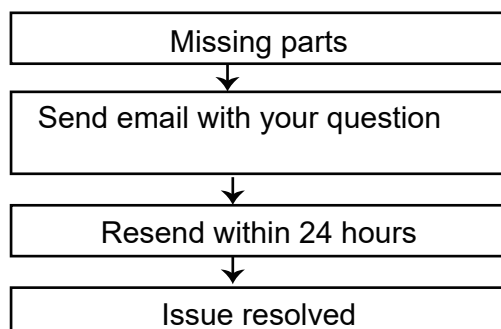 Missing parts
Send email with your question
Resend within 24 hours
Issue resolved